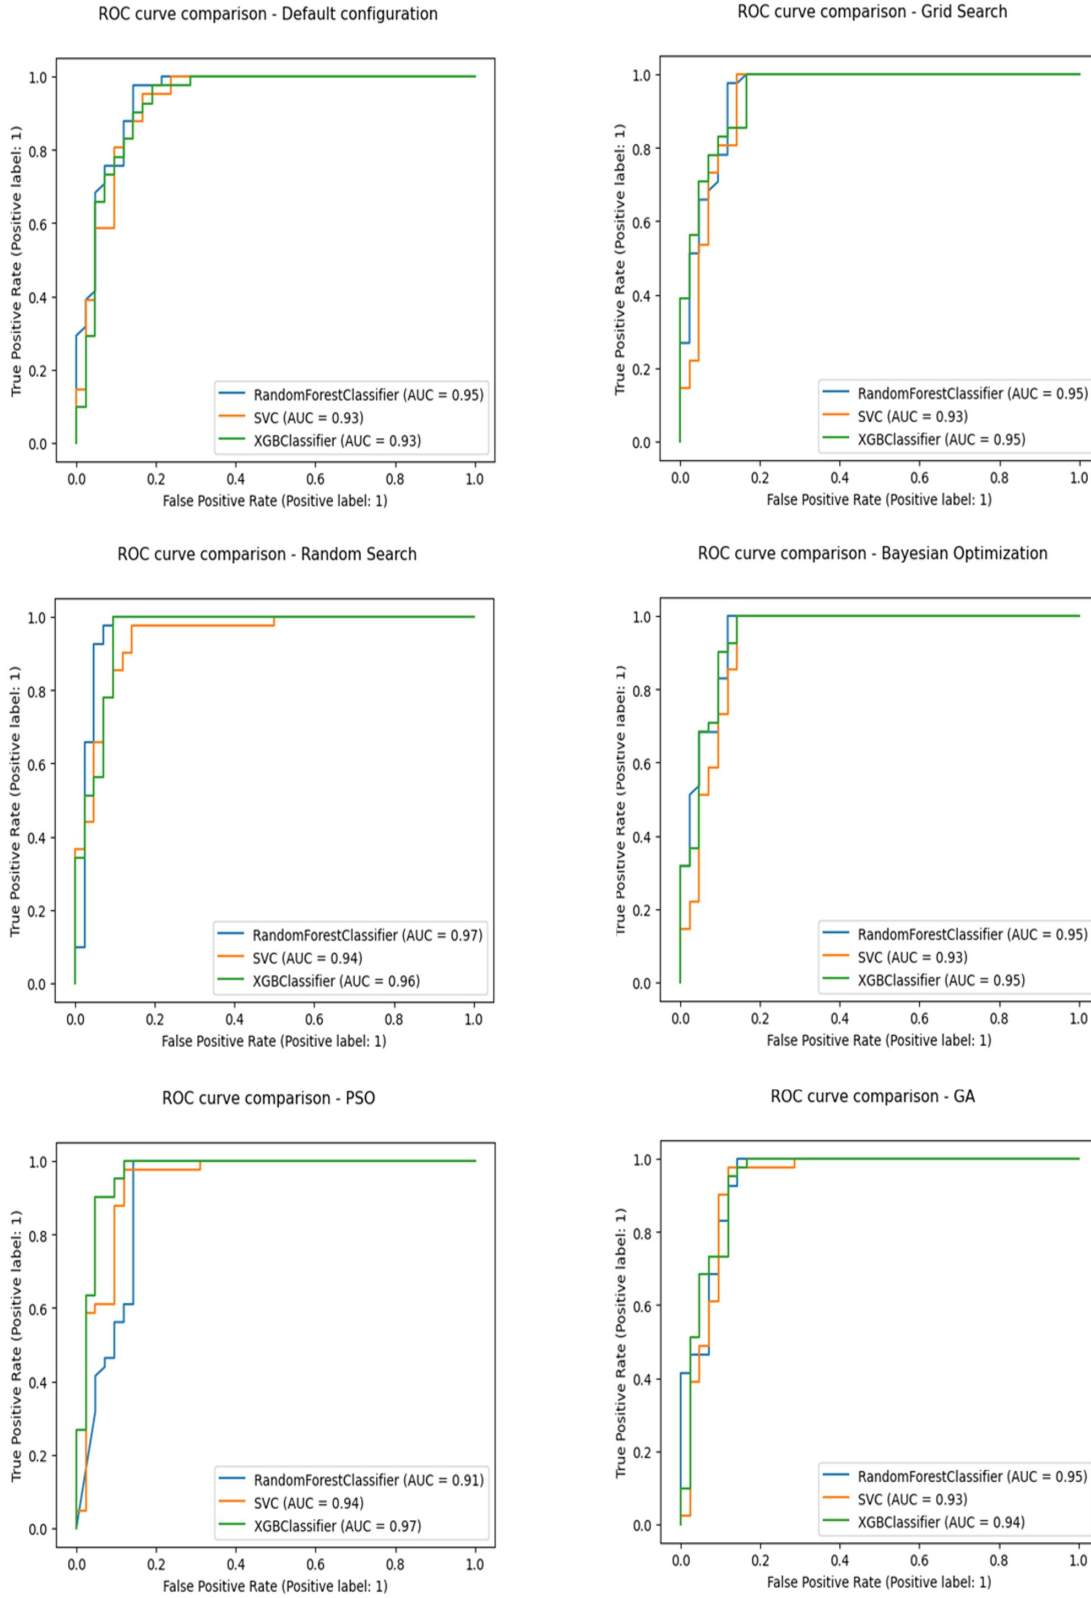 ROC curve comparison - Default configuration
True Positive Rate (Positive label: 1)
1.0
0.8
0.6
0.4
0.2
0.0
RandomForestClassifier (AUC = 0.95)
SVC (AUC = 0.93)
XGBClassifier (AUC = 0.93)
0.0 0.2 0.4 0.6 0.8 1.0
False Positive Rate (Positive label: 1)
ROC curve comparison - Grid Search
True Positive Rate (Positive label: 1)
1.0
0.8
0.6
0.4
0.2
0.0
RandomForestClassifier (AUC = 0.95)
SVC (AUC = 0.93)
XGBClassifier (AUC = 0.95)
0.0 0.2 0.4 0.6 0.8 1.0
False Positive Rate (Positive label: 1)
ROC curve comparison - Random Search
True Positive Rate (Positive label: 1)
1.0
0.8
0.6
0.4
0.2
0.0
RandomForestClassifier (AUC = 0.97)
SVC (AUC = 0.94)
XGBClassifier (AUC = 0.96)
0.0 0.2 0.4 0.6 0.8 1.0
False Positive Rate (Positive label: 1)
ROC curve comparison - Bayesian Optimization
True Positive Rate (Positive label: 1)
1.0
0.8
0.6
0.4
0.2
0.0
RandomForestClassifier (AUC = 0.95)
SVC (AUC = 0.93)
XGBClassifier (AUC = 0.95)
0.0 0.2 0.4 0.6 0.8 1.0
False Positive Rate (Positive label: 1)
ROC curve comparison - PSO
True Positive Rate (Positive label: 1)
1.0
0.8
0.6
0.4
0.2
0.0
RandomForestClassifier (AUC = 0.91)
SVC (AUC = 0.94)
XGBClassifier (AUC = 0.97)
0.0 0.2 0.4 0.6 0.8 1.0
False Positive Rate (Positive label: 1)
ROC curve comparison - GA
True Positive Rate (Positive label: 1)
1.0
0.8
0.6
0.4
0.2
0.0
RandomForestClassifier (AUC = 0.95)
SVC (AUC = 0.93)
XGBClassifier (AUC = 0.94)
0.0 0.2 0.4 0.6 0.8 1.0
False Positive Rate (Positive label: 1)